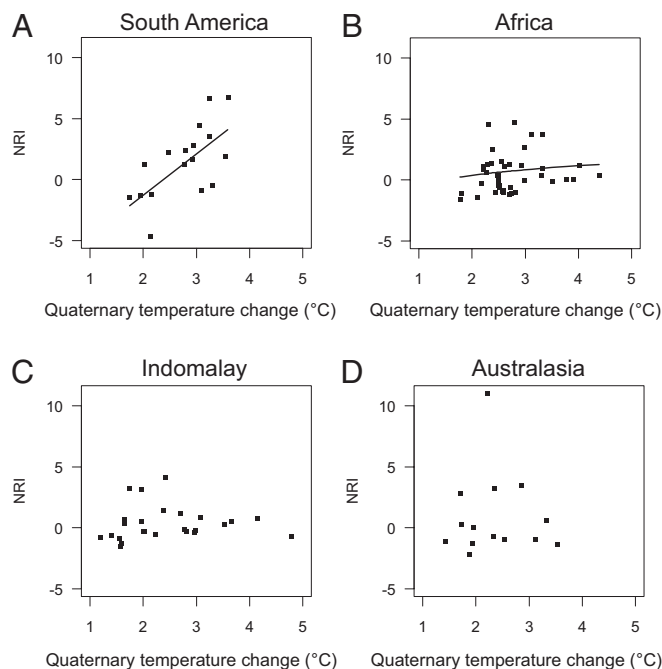 A
South America
10
5
0
-5
NRI
1 2 3 4 5
Quaternary temperature change (°C)
B
Africa
10
5
0
-5
NRI
1 2 3 4 5
Quaternary temperature change (°C)
C
Indomalay
10
5
0
-5
NRI
1 2 3 4 5
Quaternary temperature change (°C)
D
Australasia
10
5
0
-5
NRI
1 2 3 4 5
Quaternary temperature change (°C)